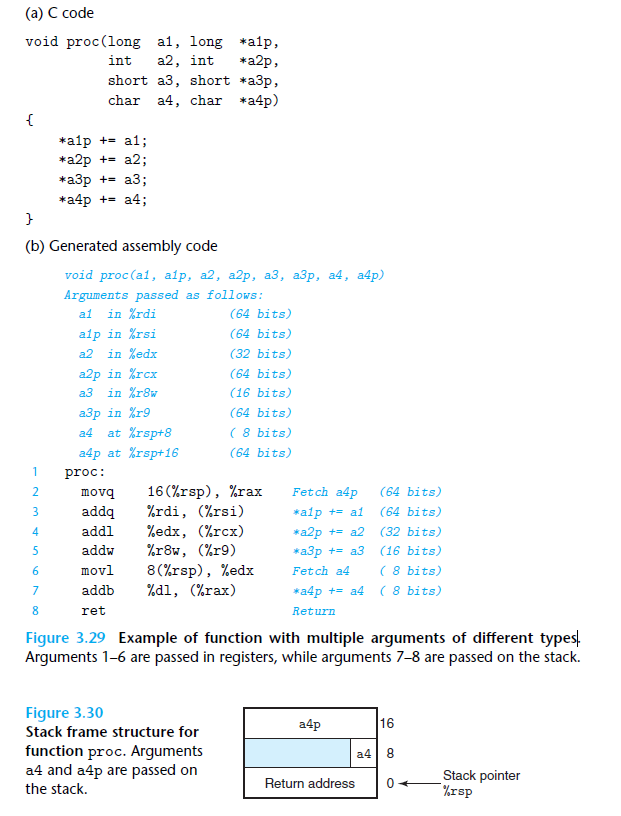 (a) C code
void proc(long a1, long *a1p,
int a2, int *a2p,
short a3, short *a3p,
char a4, char *a4p)
{
*a1p += a1;
*a2p += a2;
*a3p += a3;
*a4p += a4;
}
(b) Generated assembly code
void proc(a1, a1p, a2, a2p, a3, a3p, a4, a4p)
Arguments passed as follows:
a1 in %rdi (64 bits)
a1p in %rsi (64 bits)
a2 in %edx (32 bits)
a2p in %rcx (64 bits)
a3 in %r8w (16 bits)
a3p in %r9 (64 bits)
a4 at %rsp+8 ( 8 bits)
a4p at %rsp+16 (64 bits)
1 proc:
2 movq 16(%rsp), %rax Fetch a4p (64 bits)
3 addq %rdi, (%rsi) *a1p += a1 (64 bits)
4 addl %edx, (%rcx) *a2p += a2 (32 bits)
5 addw %r8w, (%r9) *a3p += a3 (16 bits)
6 movl 8(%rsp), %edx Fetch a4 ( 8 bits)
7 addb %dl, (%rax) *a4p += a4 ( 8 bits)
8 ret Return
Figure 3.29 Example of function with multiple arguments of different types.
Arguments 1–6 are passed in registers, while arguments 7–8 are passed on the stack.
Figure 3.30
Stack frame structure for
function proc. Arguments
a4 and a4p are passed on
the stack.
a4p 16
a4 8
Return address 0 Stack pointer
%rsp